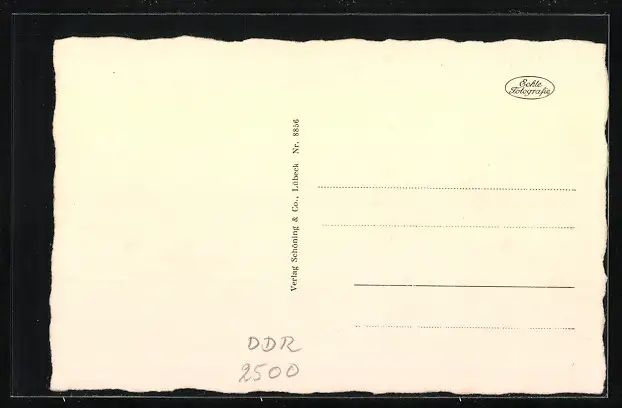 Echte
Fotografie
Verlag Schöning & Co., Lübeck Nr. 8856
DDR
2500